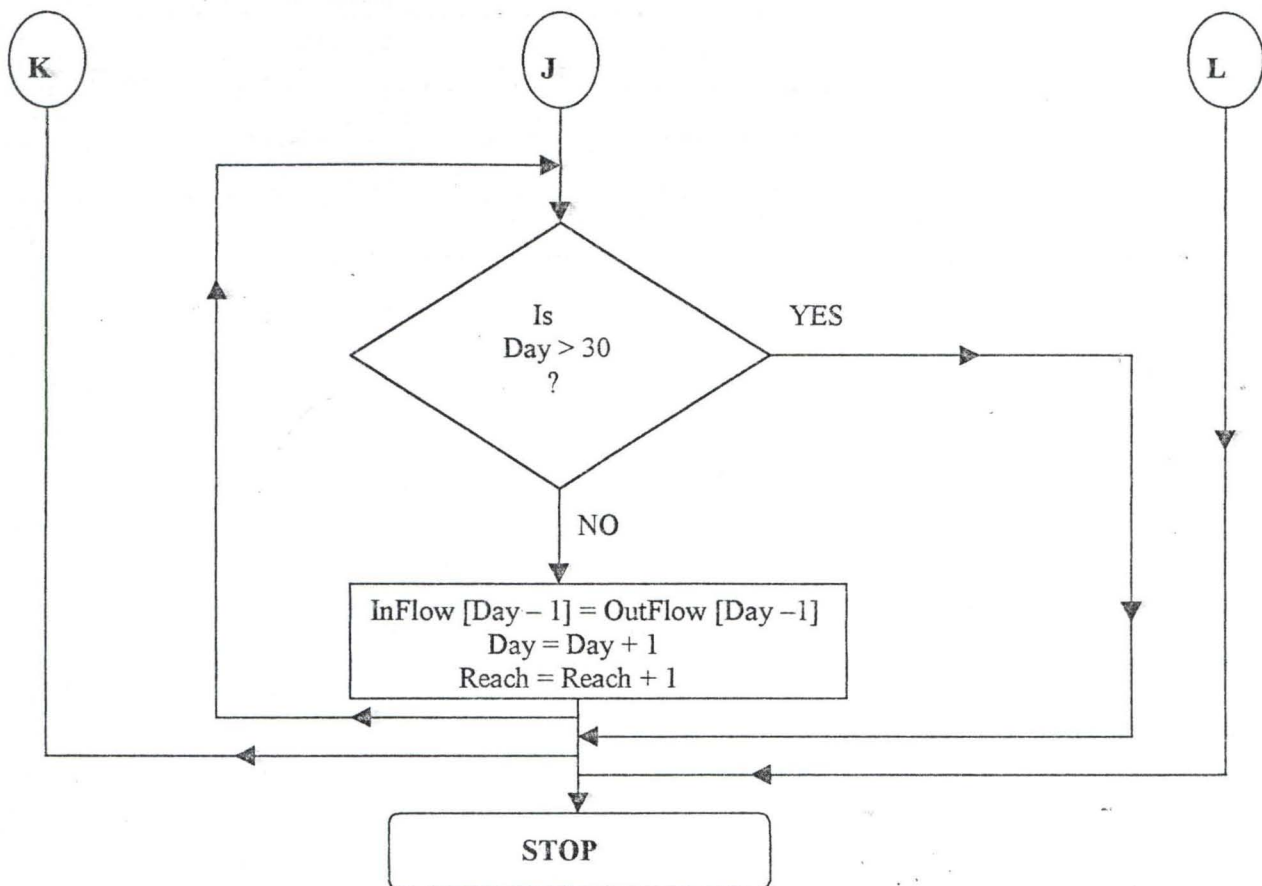 K
J
L
Is
Day > 30
?
YES
NO
InFlow [Day – 1] = OutFlow [Day –1]
Day = Day + 1
Reach = Reach + 1
STOP